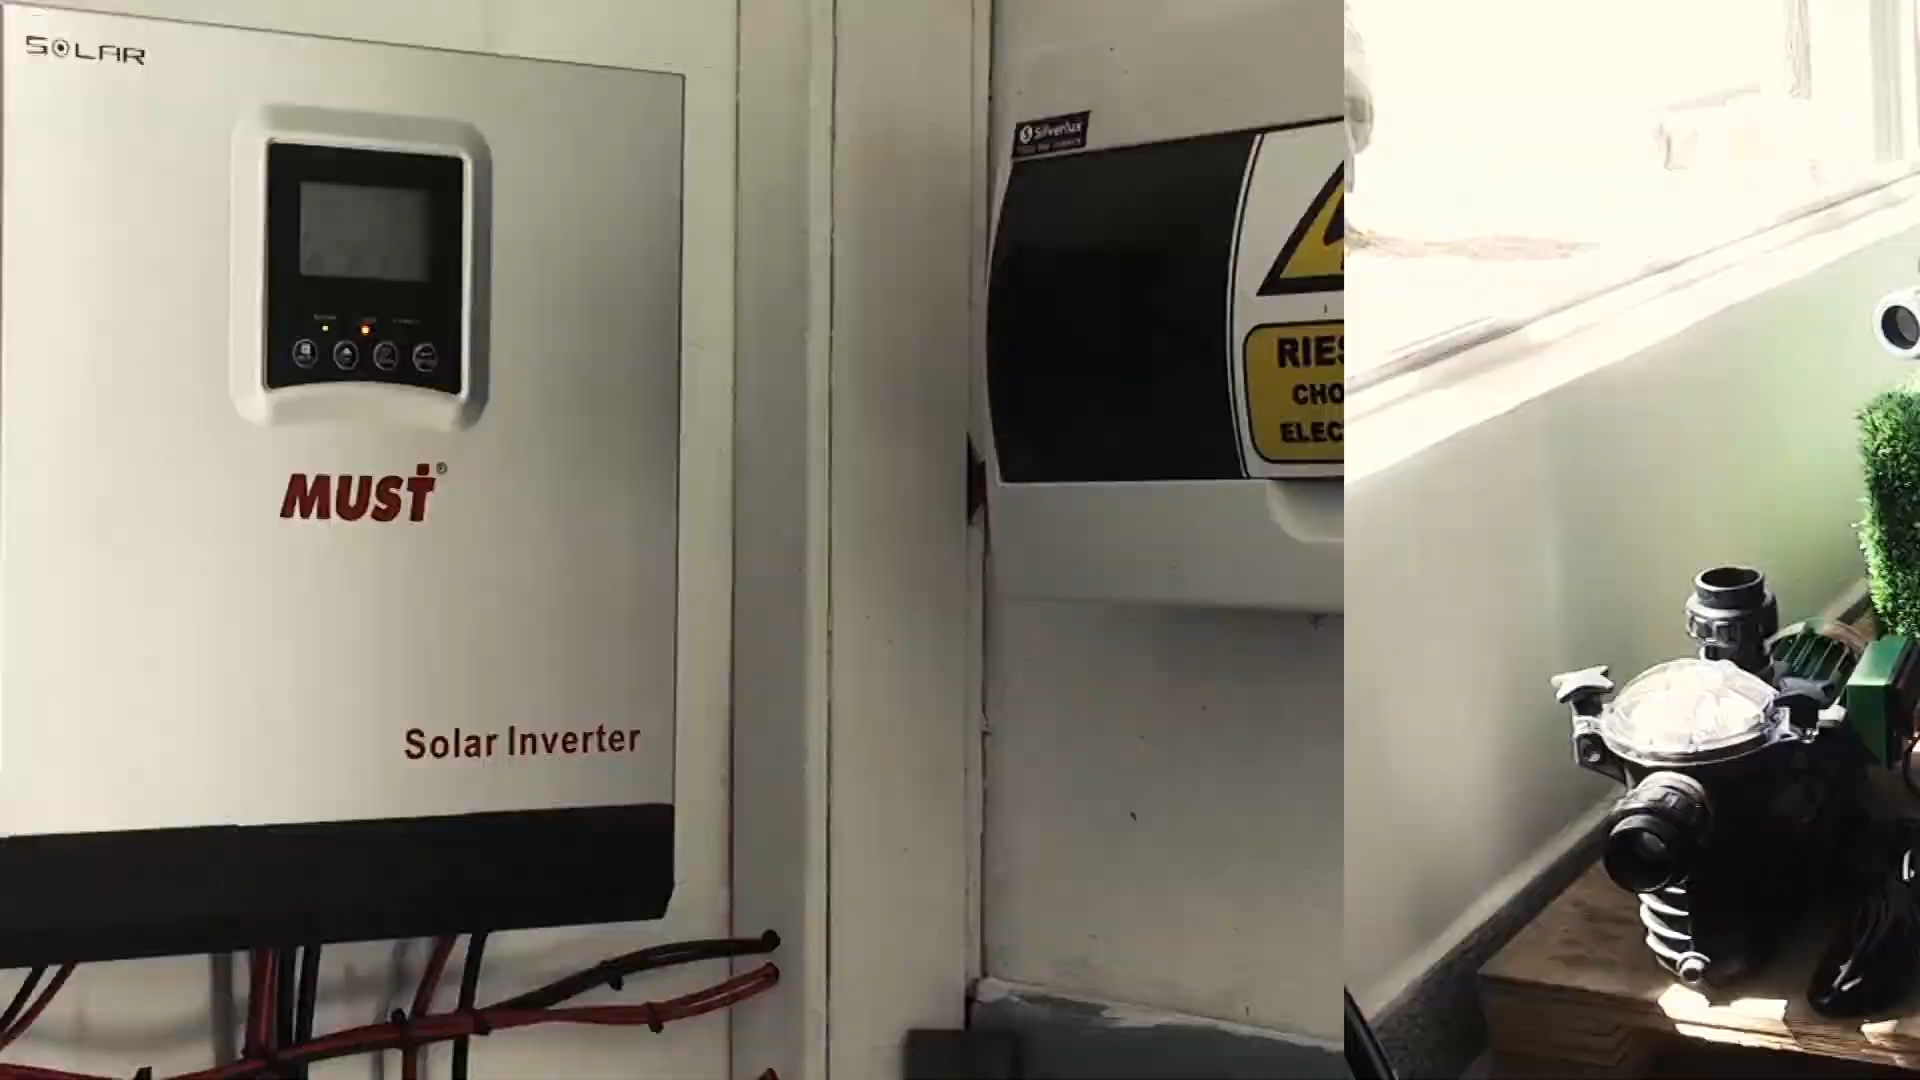 SOLAR
MUST®
Solar Inverter
Silverlux
RIES
CHO
ELEC